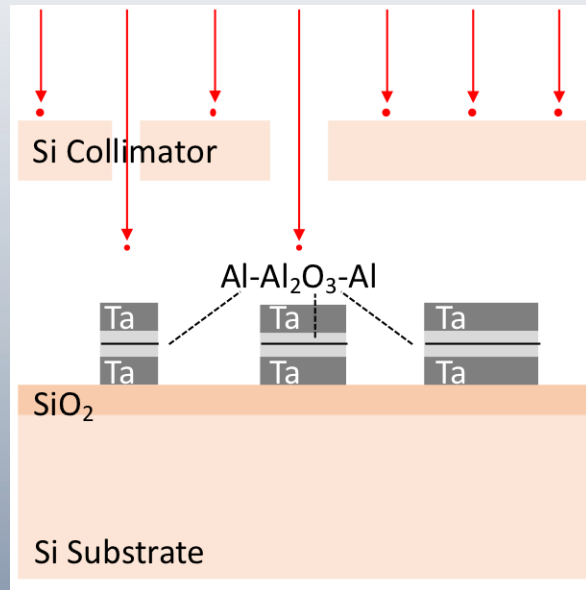 Si Collimator
Al-Al₂O₃-Al
Ta Ta Ta
Ta Ta Ta
SiO₂
Si Substrate